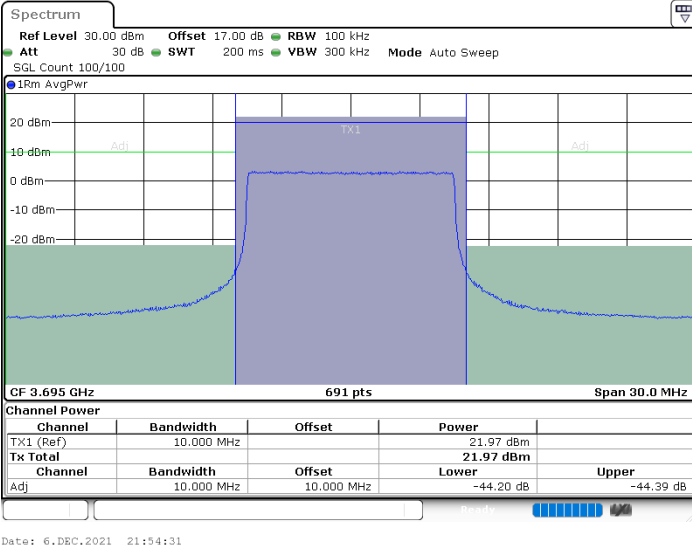 Spectrum
Ref Level 30.00 dBm Offset 17.00 dB RBW 100 kHz
Att 30 dB SWT 200 ms VBW 300 kHz Mode Auto Sweep
SGL Count 100/100
1Rm AvgPwr
20 dBm
TX1
Adj Adj
10 dBm
0 dBm
-10 dBm
-20 dBm
CF 3.695 GHz 691 pts Span 30.0 MHz
Channel Power
Channel Bandwidth Offset Power
TX1 (Ref) 10.000 MHz 21.97 dBm
Tx Total 21.97 dBm
Channel Bandwidth Offset Lower Upper
Adj 10.000 MHz 10.000 MHz -44.20 dB -44.39 dB
Ready
Date: 6.DEC.2021 21:54:31